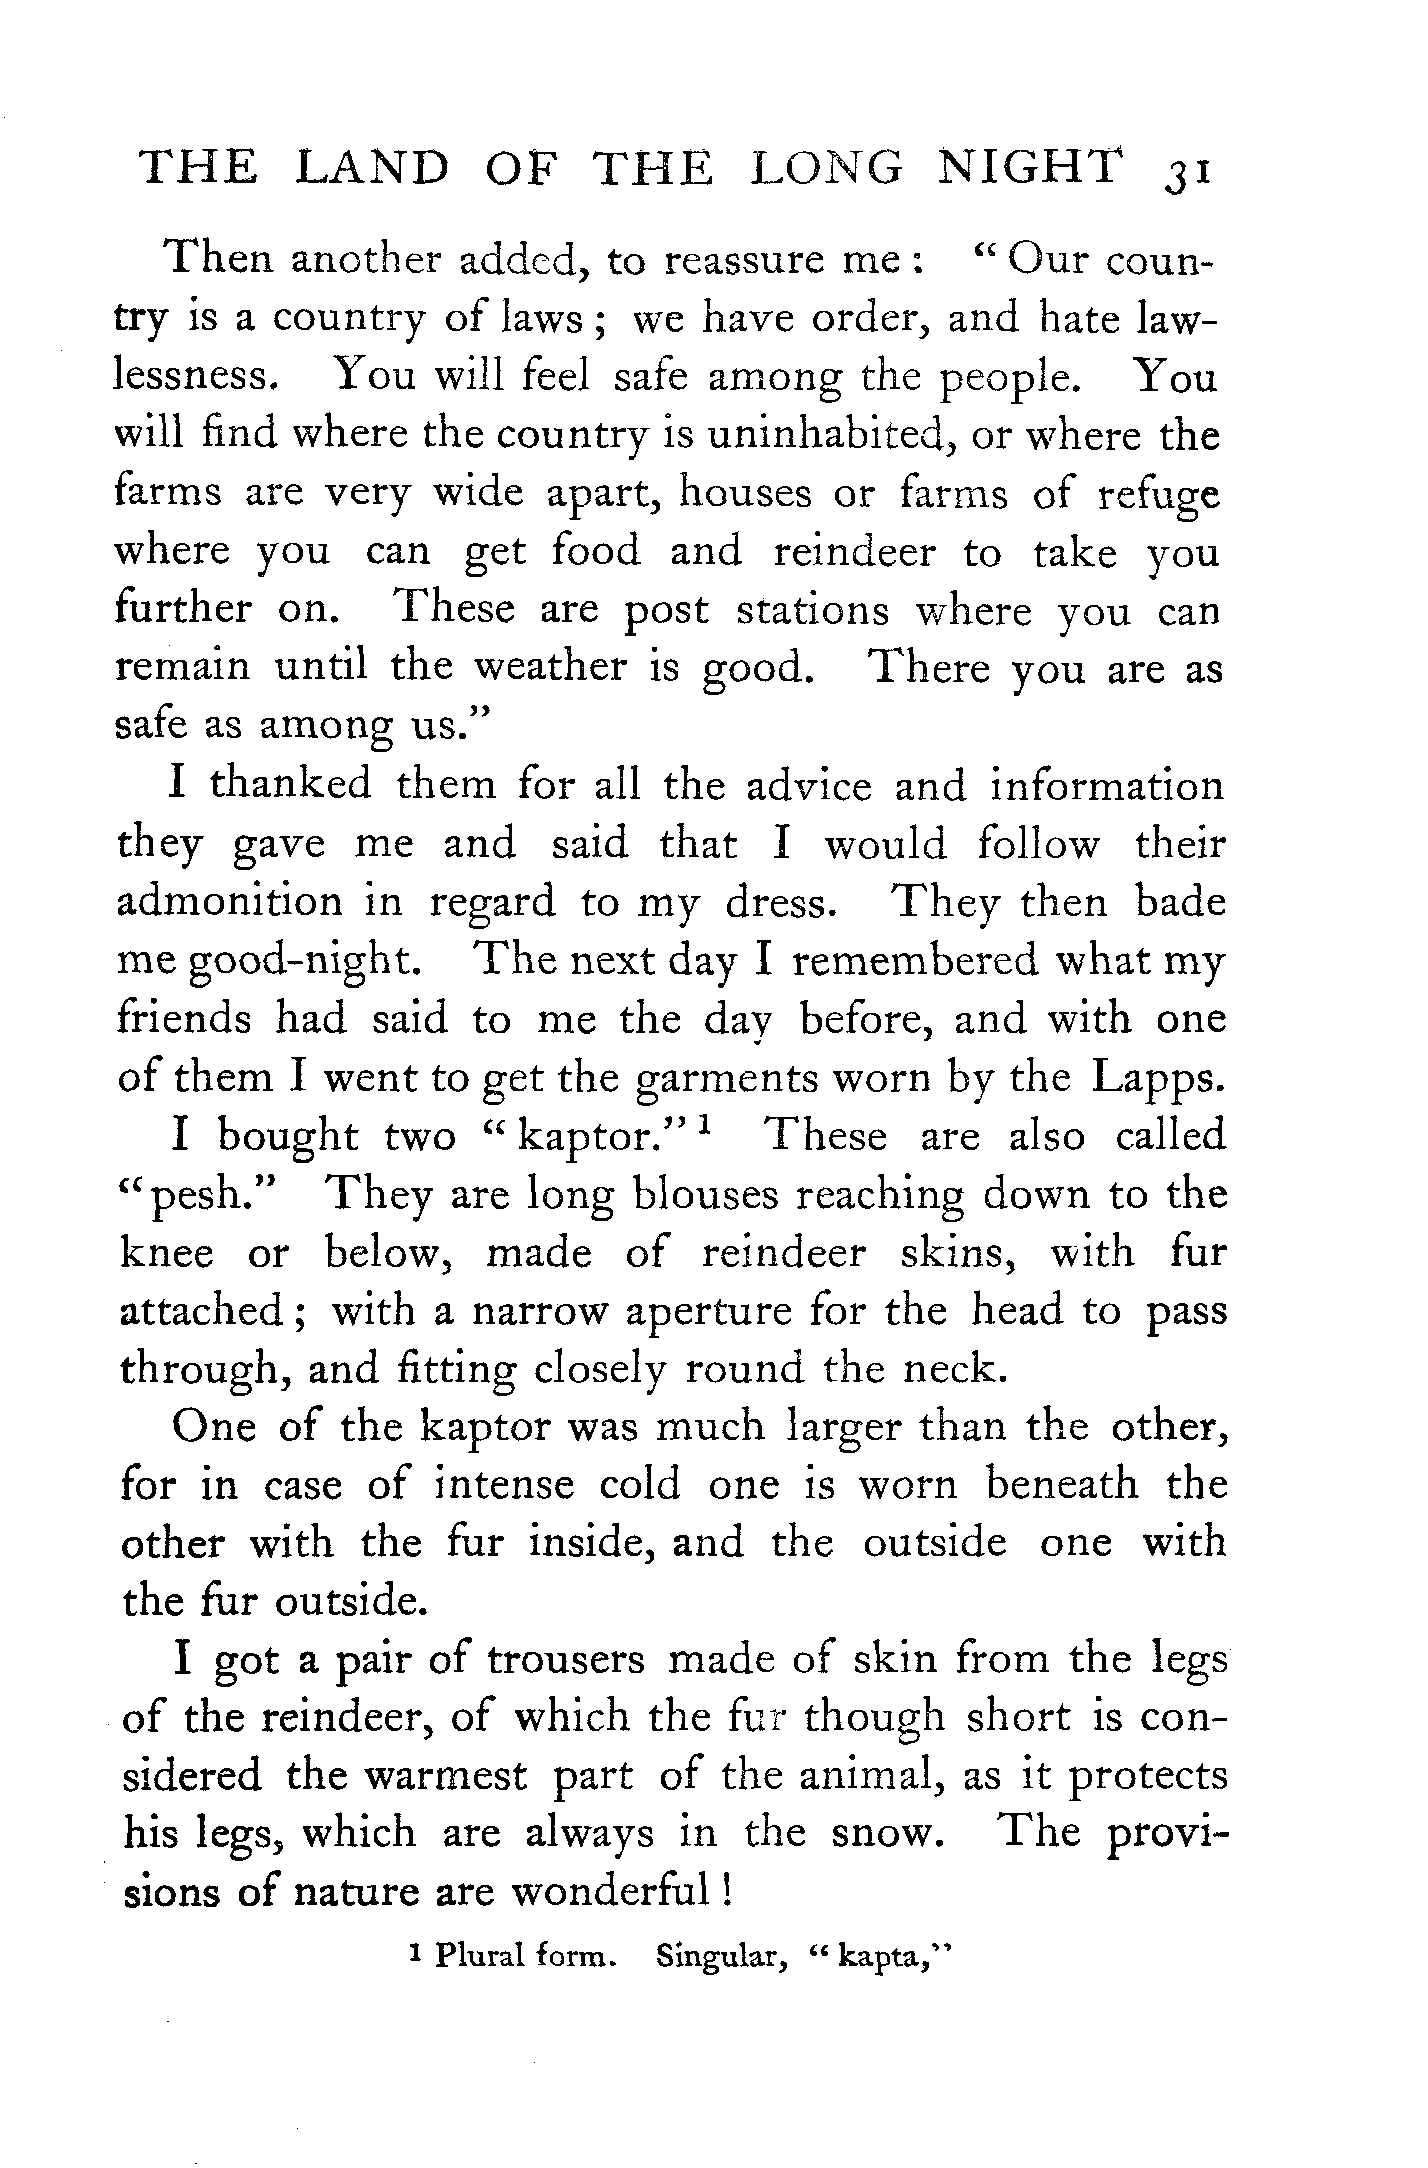 THE LAND OF THE LONG NIGHT 31
Then another added, to reassure me : “ Our coun-
try is a country of laws ; we have order, and hate law-
lessness. You will feel safe among the people. You
will find where the country is uninhabited, or where the
farms are very wide apart, houses or farms of refuge
where you can get food and reindeer to take you
further on. These are post stations where you can
remain until the weather is good. There you are as
safe as among us.”
I thanked them for all the advice and information
they gave me and said that I would follow their
admonition in regard to my dress. They then bade
me good-night. The next day I remembered what my
friends had said to me the day before, and with one
of them I went to get the garments worn by the Lapps.
I bought two “ kaptor.” 1 These are also called
“ pesh.” They are long blouses reaching down to the
knee or below, made of reindeer skins, with fur
attached ; with a narrow aperture for the head to pass
through, and fitting closely round the neck.
One of the kaptor was much larger than the other,
for in case of intense cold one is worn beneath the
other with the fur inside, and the outside one with
the fur outside.
I got a pair of trousers made of skin from the legs
of the reindeer, of which the fur though short is con-
sidered the warmest part of the animal, as it protects
his legs, which are always in the snow. The provi-
sions of nature are wonderful !
1 Plural form. Singular, “ kapta,”